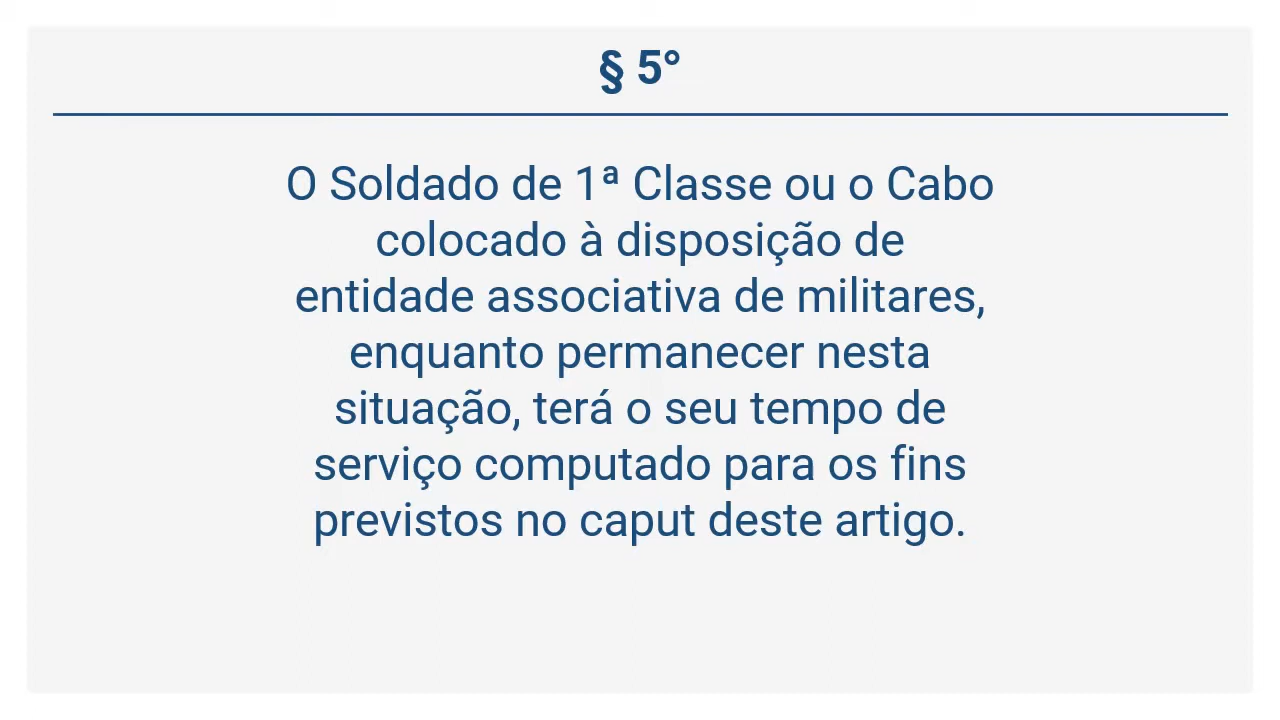 § 5°
O Soldado de 1ª Classe ou o Cabo
colocado à disposição de
entidade associativa de militares,
enquanto permanecer nesta
situação, terá o seu tempo de
serviço computado para os fins
previstos no caput deste artigo.